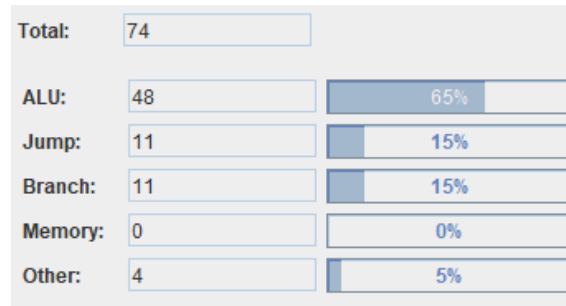 Total: 74
ALU: 48 65%
Jump: 11 15%
Branch: 11 15%
Memory: 0 0%
Other: 4 5%